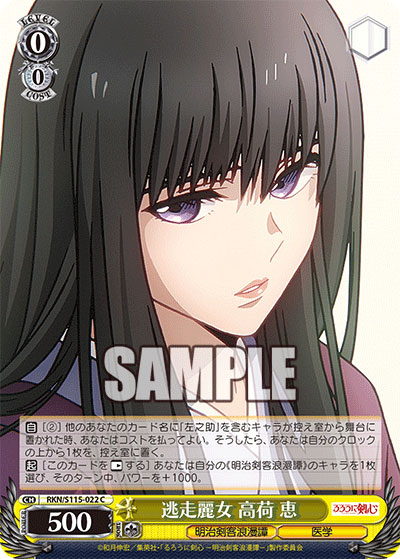 LEVEL
0
0
COST
SAMPLE
自 [②] 他のあなたのカード名に「左之助」を含むキャラが控え室から舞台
に置かれた時、あなたはコストを払ってよい。そうしたら、あなたは自分のクロック
の上から1枚を、控え室に置く。
起 [このカードを する] あなたは自分の《明治剣客浪漫譚》のキャラを1枚
選び、そのターン中、パワーを+1000。
CH RKN/S115-022 C
500
逃走麗女 高荷 恵
るろうに剣心
明治剣客浪漫譚
医学
©和月伸宏/集英社・「るろうに剣心 -明治剣客浪漫譚-」製作委員会